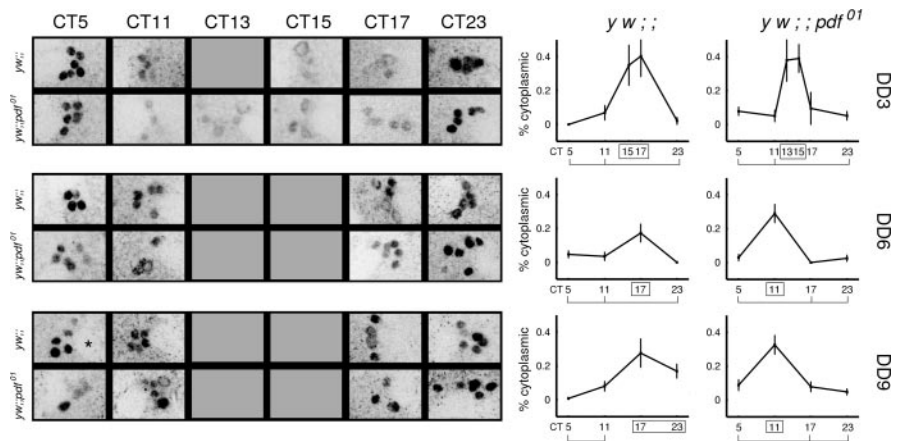 CT5 CT11 CT13 CT15 CT17 CT23
yw;;
yw;;pdf01
yw;;
yw;;pdf01
yw;;
*
yw;;pdf01
y w ; ;
y w ; ; pdf 01
% cytoplasmic
0.4
0.2
0
CT 5 11 15 17 23
0.4
0.2
0
5 11 13 15 17 23
DD3
% cytoplasmic
0.4
0.2
0
CT 5 11 17 23
0.4
0.2
0
5 11 17 23
DD6
% cytoplasmic
0.4
0.2
0
CT 5 11 17 23
0.4
0.2
0
5 11 17 23
DD9